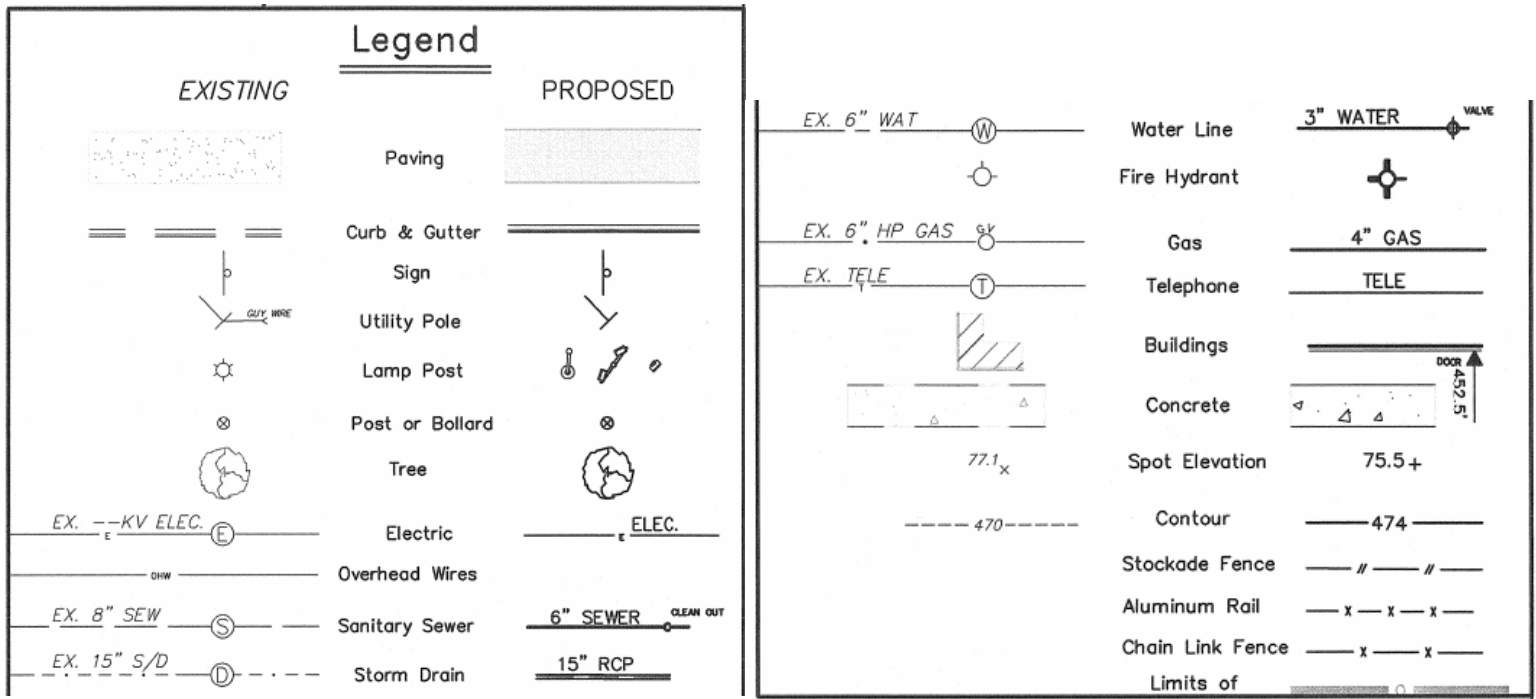 Legend
EXISTING PROPOSED
Paving
Curb & Gutter
Sign
GUY WIRE Utility Pole
Lamp Post
Post or Bollard
Tree
EX. --KV ELEC. E E Electric E ELEC.
OHW Overhead Wires
EX. 8" SEW S Sanitary Sewer 6" SEWER CLEAN OUT
EX. 15" S/D D Storm Drain 15" RCP
EX. 6" WAT W Water Line 3" WATER VALVE
Fire Hydrant
EX. 6" HP GAS G.V. Gas 4" GAS
EX. TELE T T Telephone TELE
Buildings DOOR
452.5'
Concrete
77.1 x Spot Elevation 75.5 +
470 Contour 474
Stockade Fence // //
Aluminum Rail x x x
Chain Link Fence x x
Limits of